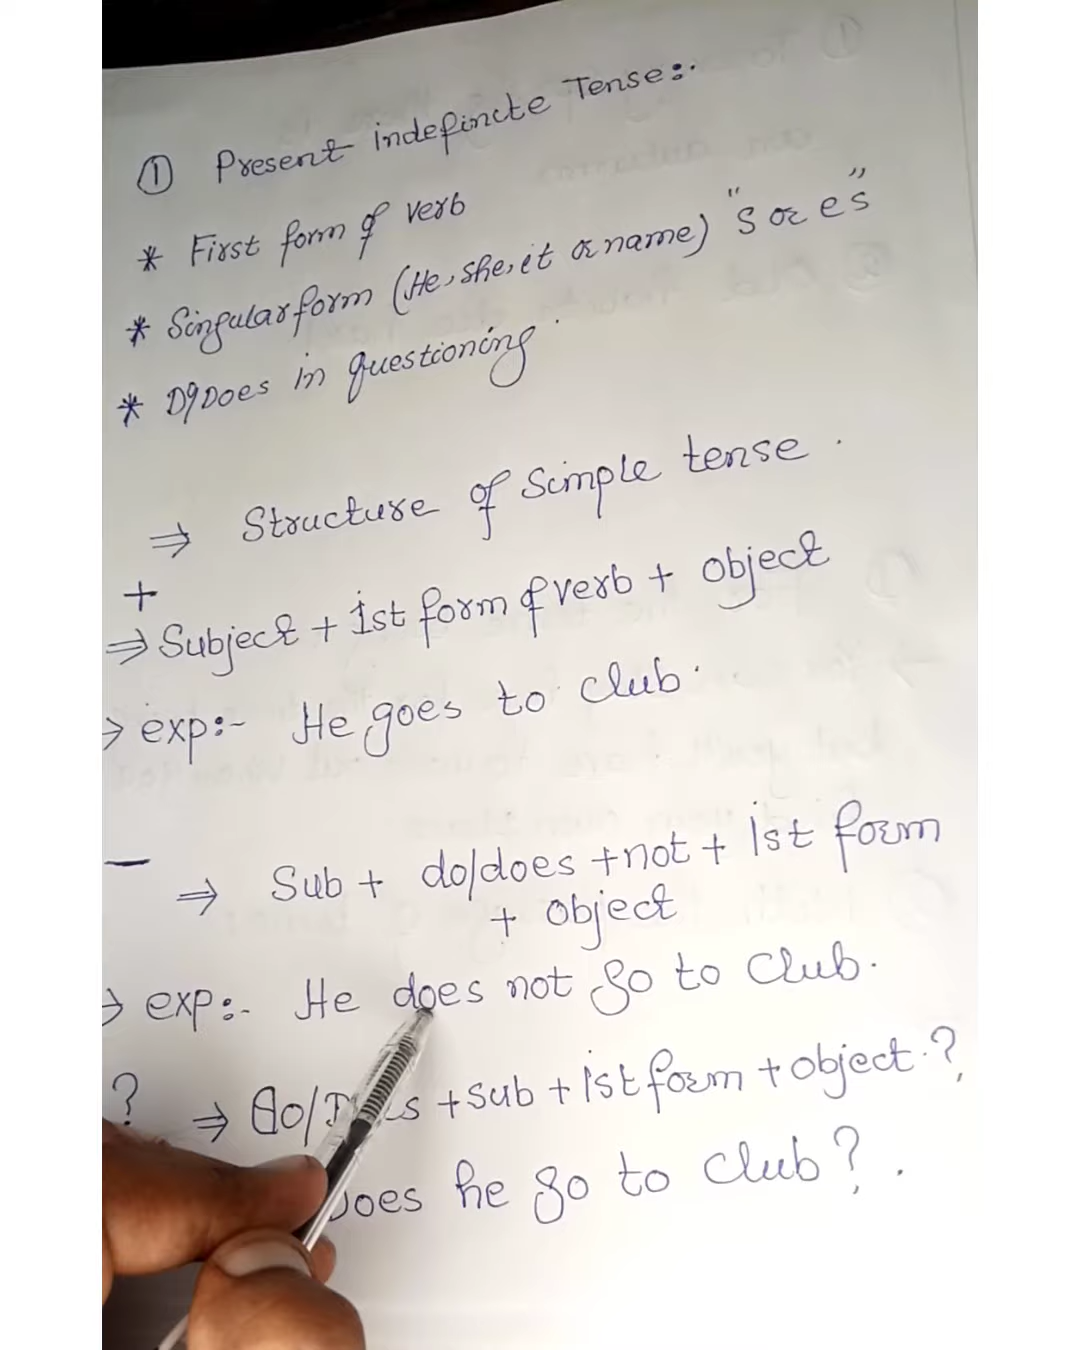 ① Present indefinite Tense:-
* First form of verb
* Singular form (He, she, it or name) "s or es"
* Do/Does in questioning.
⇒ Structure of Simple tense.
+
⇒ Subject + 1st form of verb + object
→ exp:- He goes to club.
—
⇒ Sub + do/does + not + 1st form
+ object
→ exp:- He does not go to club.
? ⇒ Do/ + sub + 1st form + object.?
he go to club?.